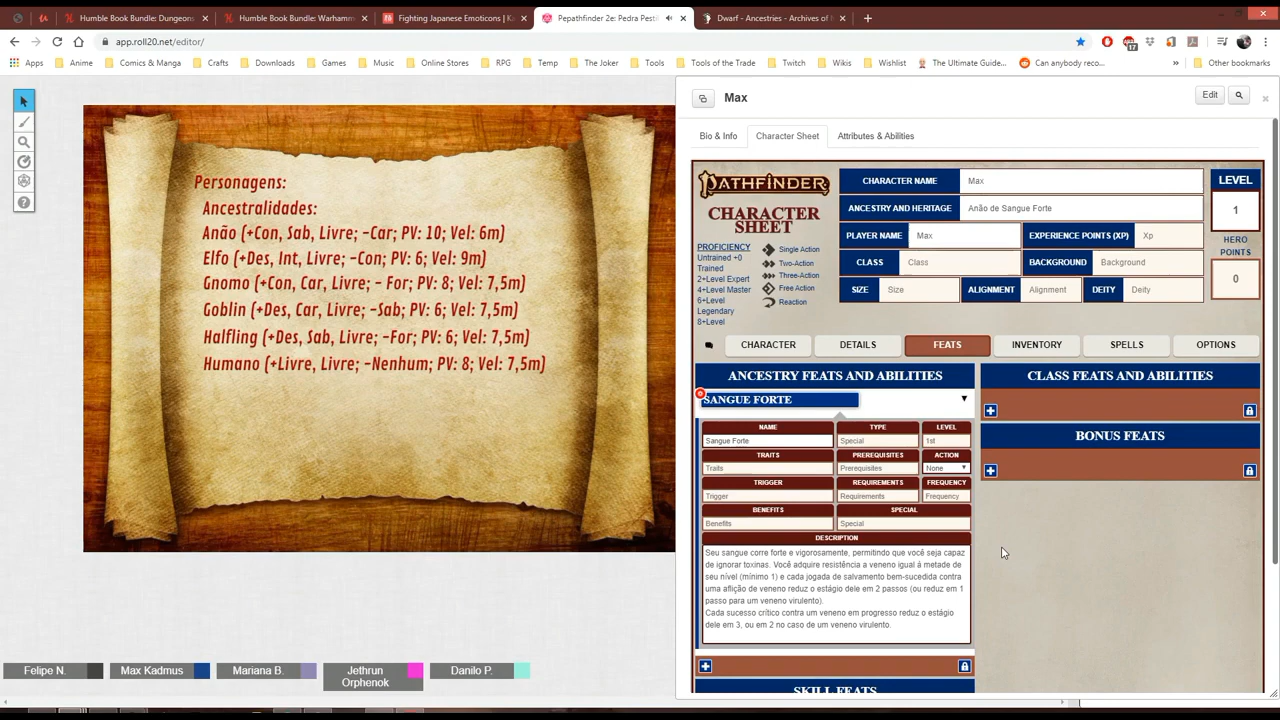 Humble Book Bundle: Dungeons
Humble Book Bundle: Warhamm
Fighting Japanese Emoticons | Ka
Pepathfinder 2e: Pedra Pesti
Dwarf - Ancestries - Archives of
app.roll20.net/editor/
17
Apps
Anime
Comics & Manga
Crafts
Downloads
Games
Music
Online Stores
RPG
Temp
The Joker
Tools
Tools of the Trade
Twitch
Wikis
Wishlist
The Ultimate Guide...
Can anybody reco...
»
Other bookmarks
Personagens:
Ancestralidades:
Anão (+Con, Sab, Livre; -Car; PV: 10; Vel: 6m)
Elfo (+Des, Int, Livre; -Con; PV: 6; Vel: 9m)
Gnomo (+Con, Car, Livre; - For; PV: 8; Vel: 7,5m)
Goblin (+Des, Car, Livre; -Sab; PV: 6; Vel: 7,5m)
Halfling (+Des, Sab, Livre; -For; PV: 6; Vel: 7,5m)
Humano (+Livre, Livre; -Nenhum; PV: 8; Vel: 7,5m)
Felipe N.
Max Kadmus
Mariana B.
Jethrun
Orphenok
Danilo P.
Max
Edit
Bio & Info
Character Sheet
Attributes & Abilities
PATHFINDER
CHARACTER
SHEET
PROFICIENCY
Untrained +0
Trained
2+Level Expert
4+Level Master
6+Level
Legendary
8+Level
Single Action
Two-Action
Three-Action
Free Action
Reaction
CHARACTER NAME Max
ANCESTRY AND HERITAGE Anão de Sangue Forte
PLAYER NAME Max EXPERIENCE POINTS (XP) Xp
CLASS Class BACKGROUND Background
SIZE Size ALIGNMENT Alignment DEITY Deity
LEVEL
1
HERO
POINTS
0
CHARACTER DETAILS FEATS INVENTORY SPELLS OPTIONS
ANCESTRY FEATS AND ABILITIES
SANGUE FORTE
NAME TYPE LEVEL
Sangue Forte Special 1st
TRAITS PREREQUISITES ACTION
Traits Prerequisites None
TRIGGER REQUIREMENTS FREQUENCY
Trigger Requirements Frequency
BENEFITS SPECIAL
Benefits Special
DESCRIPTION
Seu sangue corre forte e vigorosamente, permitindo que você seja capaz
de ignorar toxinas. Você adquire resistência a veneno igual à metade de
seu nível (mínimo 1) e cada jogada de salvamento bem-sucedida contra
uma aflição de veneno reduz o estágio dele em 2 passos (ou reduz em 1
passo para um veneno virulento).
Cada sucesso crítico contra um veneno em progresso reduz o estágio
dele em 3, ou em 2 no caso de um veneno virulento.
SKILL FEATS
CLASS FEATS AND ABILITIES
BONUS FEATS